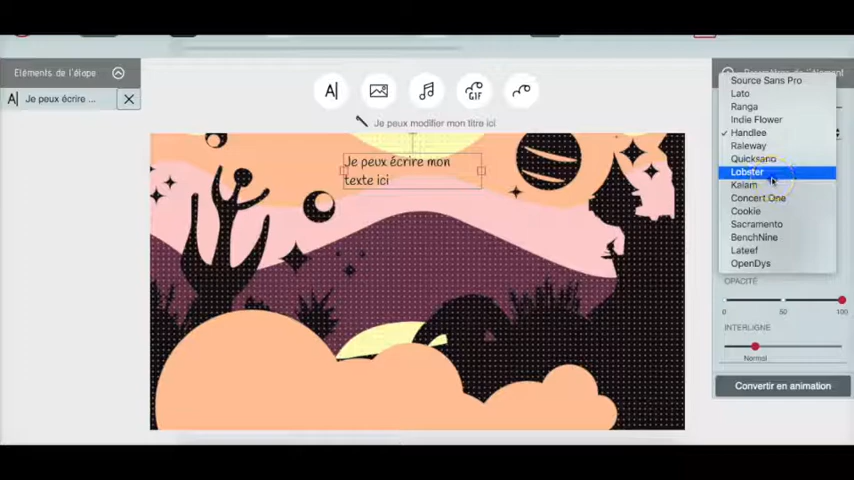 Eléments de l'étape
A| Je peux écrire ...
A|
GIF
Je peux modifier mon titre ici
Je peux écrire mon
texte ici
Source Sans Pro
Lato
Ranga
Indie Flower
✓ Handlee
Raleway
Quicksand
Lobster
Kalam
Concert One
Cookie
Sacramento
BenchNine
Lateef
OpenDys
OPACITÉ
0 50 100
INTERLIGNE
Normal
Convertir en animation